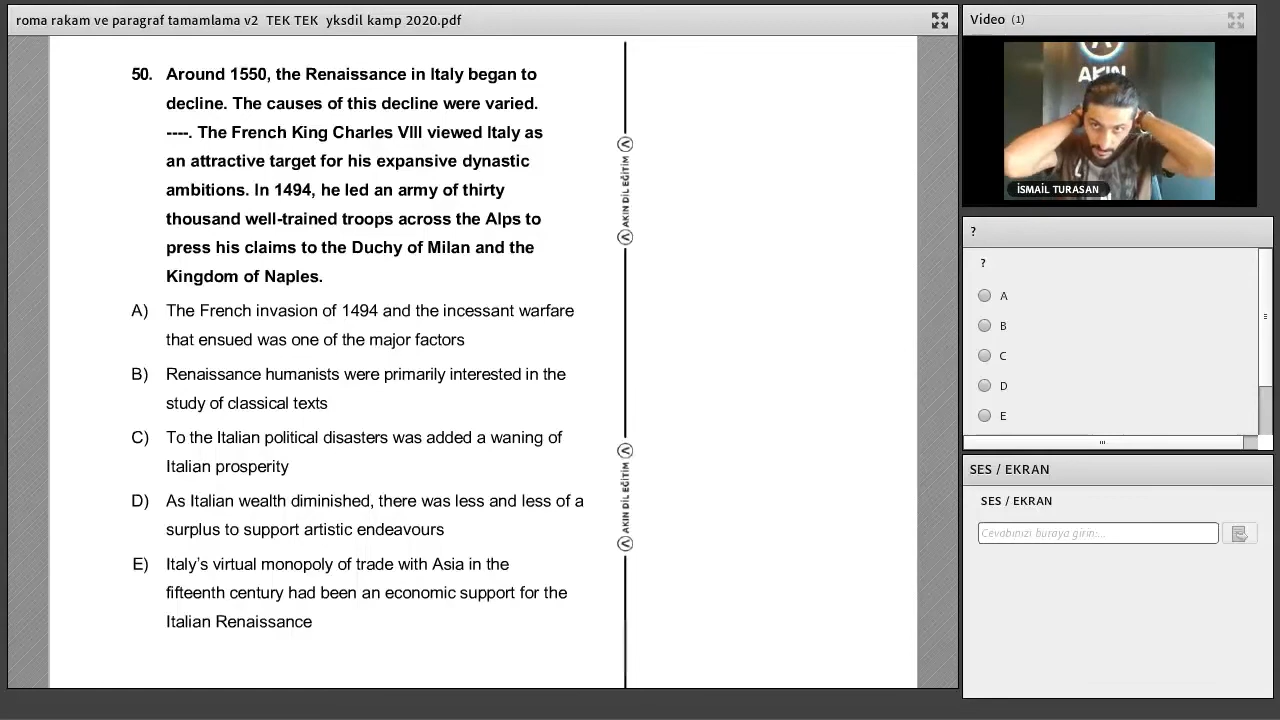 roma rakam ve paragraf tamamlama v2 TEK TEK yksdil kamp 2020.pdf
50. Around 1550, the Renaissance in Italy began to
decline. The causes of this decline were varied.
----. The French King Charles VIII viewed Italy as
an attractive target for his expansive dynastic
ambitions. In 1494, he led an army of thirty
thousand well-trained troops across the Alps to
press his claims to the Duchy of Milan and the
Kingdom of Naples.
A) The French invasion of 1494 and the incessant warfare
that ensued was one of the major factors
B) Renaissance humanists were primarily interested in the
study of classical texts
C) To the Italian political disasters was added a waning of
Italian prosperity
D) As Italian wealth diminished, there was less and less of a
surplus to support artistic endeavours
E) Italy's virtual monopoly of trade with Asia in the
fifteenth century had been an economic support for the
Italian Renaissance
AKIN DİL EĞİTİM
AKIN DİL EĞİTİM
Video (1)
AKIN
İSMAİL TURASAN
?
?
A
B
C
D
E
SES / EKRAN
SES / EKRAN
Cevabınızı buraya girin:...